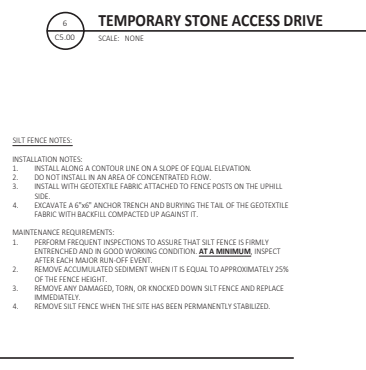 6
C5.00
TEMPORARY STONE ACCESS DRIVE
SCALE: NONE
SILT FENCE NOTES:
INSTALLATION NOTES:
1. INSTALL ALONG A CONTOUR LINE ON A SLOPE OF EQUAL ELEVATION.
2. DO NOT INSTALL IN AN AREA OF CONCENTRATED FLOW.
3. INSTALL WITH GEOTEXTILE FABRIC ATTACHED TO FENCE POSTS ON THE UPHILL
SIDE.
4. EXCAVATE A 6"x6" ANCHOR TRENCH AND BURYING THE TAIL OF THE GEOTEXTILE
FABRIC WITH BACKFILL COMPACTED UP AGAINST IT.
MAINTENANCE REQUIREMENTS:
1. PERFORM FREQUENT INSPECTIONS TO ASSURE THAT SILT FENCE IS FIRMLY
ENTRENCHED AND IN GOOD WORKING CONDITION. AT A MINIMUM, INSPECT
AFTER EACH MAJOR RUN-OFF EVENT.
2. REMOVE ACCUMULATED SEDIMENT WHEN IT IS EQUAL TO APPROXIMATELY 25%
OF THE FENCE HEIGHT.
3. REMOVE ANY DAMAGED, TORN, OR KNOCKED DOWN SILT FENCE AND REPLACE
IMMEDIATELY.
4. REMOVE SILT FENCE WHEN THE SITE HAS BEEN PERMANENTLY STABILIZED.